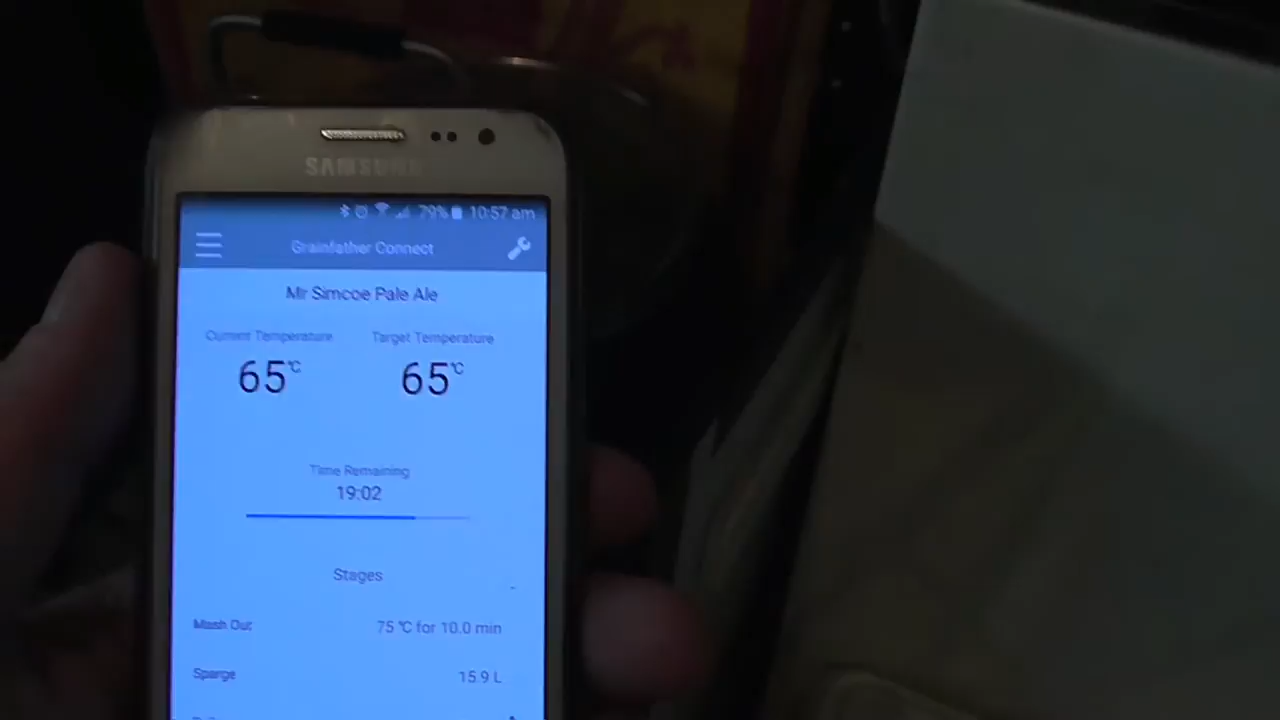 SAMSUNG
79% 10:57 am
Grainfather Connect
Mr Simcoe Pale Ale
Current Temperature Target Temperature
65°C 65°C
Time Remaining
19:02
Stages
Mash Out 75 °C for 10.0 min
Sparge 15.9 L